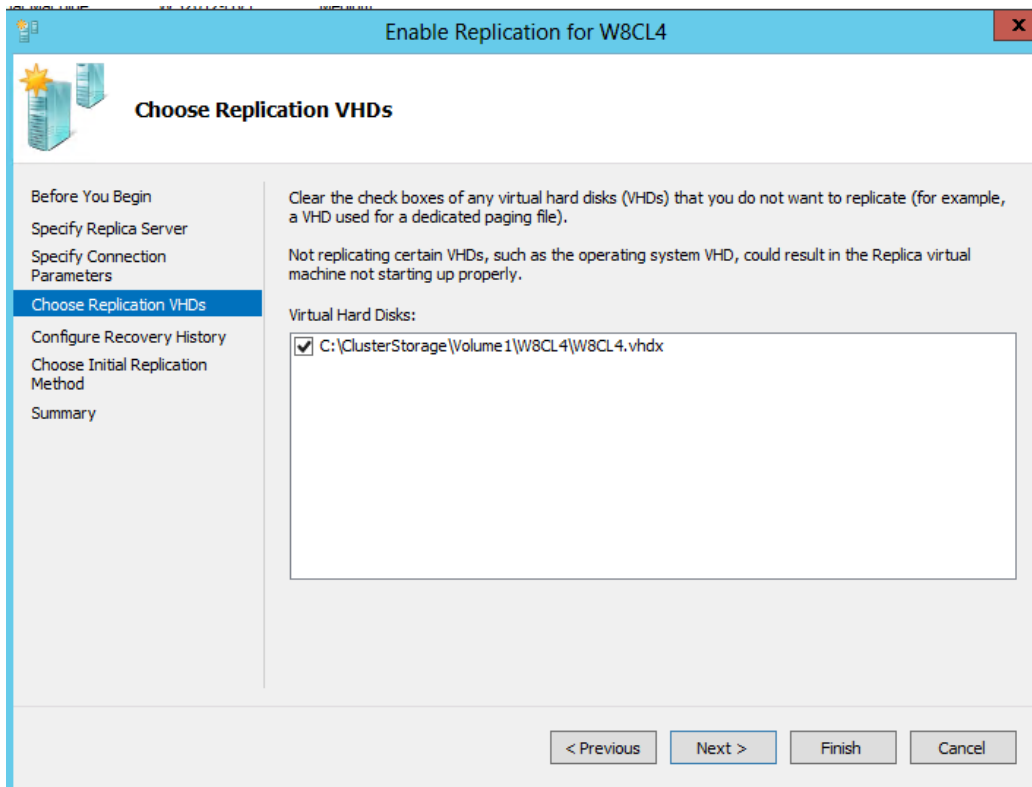 Enable Replication for W8CL4
x
Choose Replication VHDs
Before You Begin
Specify Replica Server
Specify Connection
Parameters
Choose Replication VHDs
Configure Recovery History
Choose Initial Replication
Method
Summary
Clear the check boxes of any virtual hard disks (VHDs) that you do not want to replicate (for example,
a VHD used for a dedicated paging file).
Not replicating certain VHDs, such as the operating system VHD, could result in the Replica virtual
machine not starting up properly.
Virtual Hard Disks:
C:\ClusterStorage\Volume1\W8CL4\W8CL4.vhdx
< Previous
Next >
Finish
Cancel